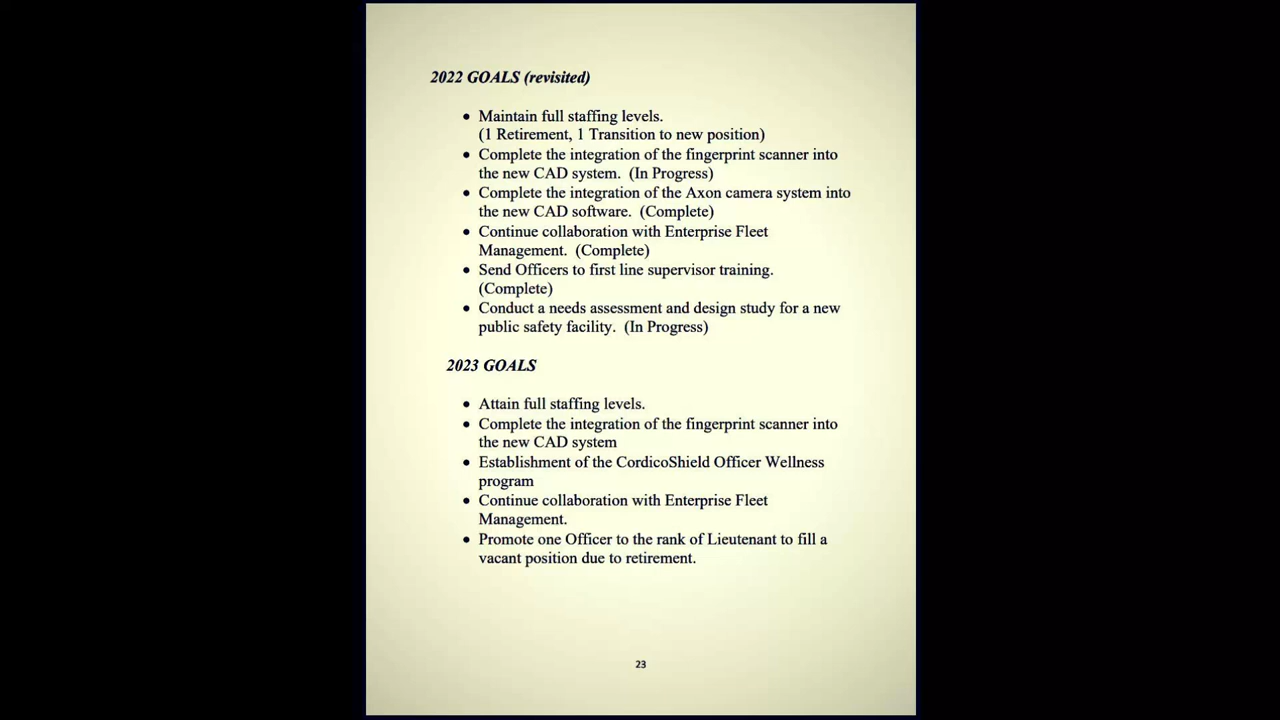 2022 GOALS (revisited)
• Maintain full staffing levels.
(1 Retirement, 1 Transition to new position)
• Complete the integration of the fingerprint scanner into
the new CAD system.  (In Progress)
• Complete the integration of the Axon camera system into
the new CAD software.  (Complete)
• Continue collaboration with Enterprise Fleet
Management.  (Complete)
• Send Officers to first line supervisor training.
(Complete)
• Conduct a needs assessment and design study for a new
public safety facility.  (In Progress)
2023 GOALS
• Attain full staffing levels.
• Complete the integration of the fingerprint scanner into
the new CAD system
• Establishment of the CordicoShield Officer Wellness
program
• Continue collaboration with Enterprise Fleet
Management.
• Promote one Officer to the rank of Lieutenant to fill a
vacant position due to retirement.
23